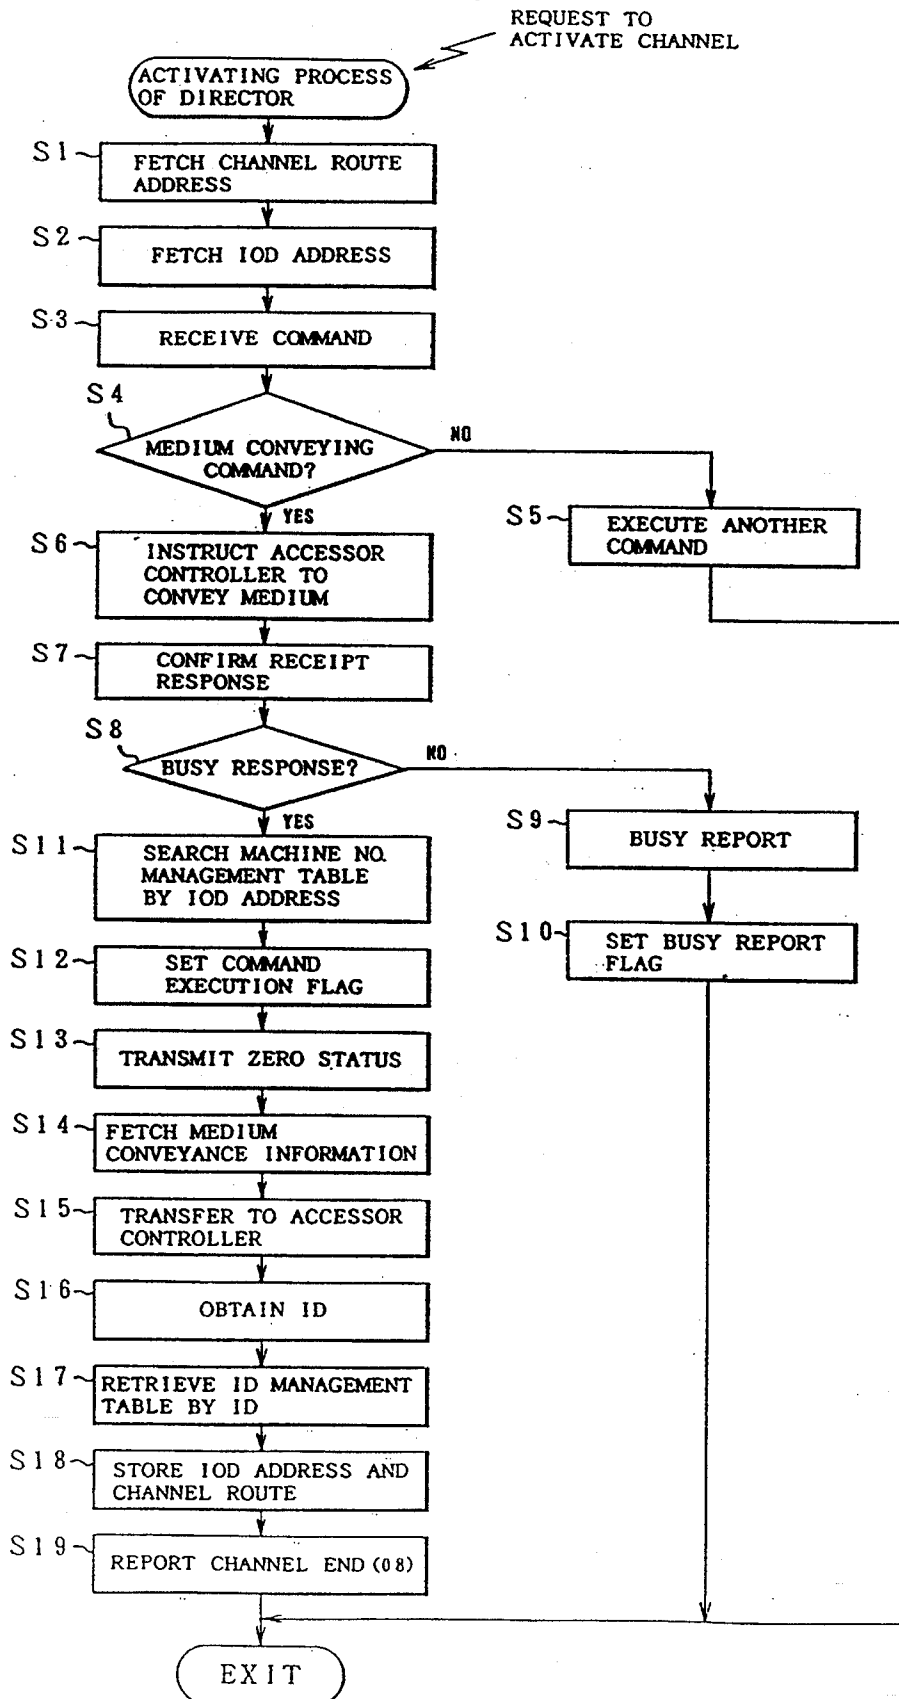 REQUEST TO
ACTIVATE CHANNEL
ACTIVATING PROCESS
OF DIRECTOR
S1
FETCH CHANNEL ROUTE
ADDRESS
S2
FETCH IOD ADDRESS
S3
RECEIVE COMMAND
S4
MEDIUM CONVEYING
COMMAND?
NO
YES
S5
EXECUTE ANOTHER
COMMAND
S6
INSTRUCT ACCESSOR
CONTROLLER TO
CONVEY MEDIUM
S7
CONFIRM RECEIPT
RESPONSE
S8
BUSY RESPONSE?
NO
YES
S9
BUSY REPORT
S10
SET BUSY REPORT
FLAG
S11
SEARCH MACHINE NO.
MANAGEMENT TABLE
BY IOD ADDRESS
S12
SET COMMAND
EXECUTION FLAG
S13
TRANSMIT ZERO STATUS
S14
FETCH MEDIUM
CONVEYANCE INFORMATION
S15
TRANSFER TO ACCESSOR
CONTROLLER
S16
OBTAIN ID
S17
RETRIEVE ID MANAGEMENT
TABLE BY ID
S18
STORE IOD ADDRESS AND
CHANNEL ROUTE
S19
REPORT CHANNEL END (08)
EXIT